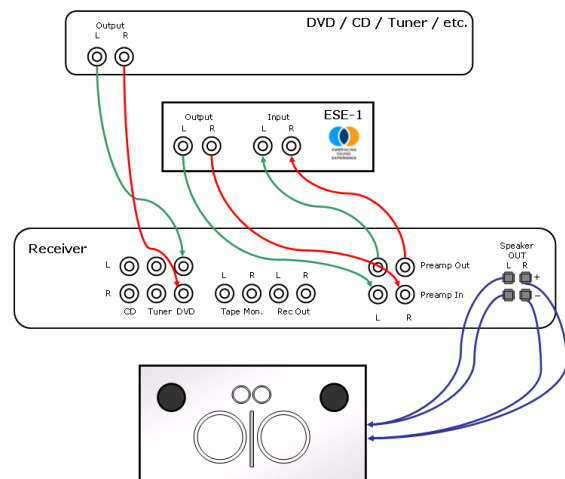 DVD / CD / Tuner / etc.
Output
L R
ESE-1
Output Input
L R L R
EMBRACING
SOUND
EXPERIENCE
Receiver
Speaker
OUT
L R
L
L R L R
Preamp Out
+
R
Preamp In
–
CD Tuner DVD
Tape Mon. Rec Out
L R